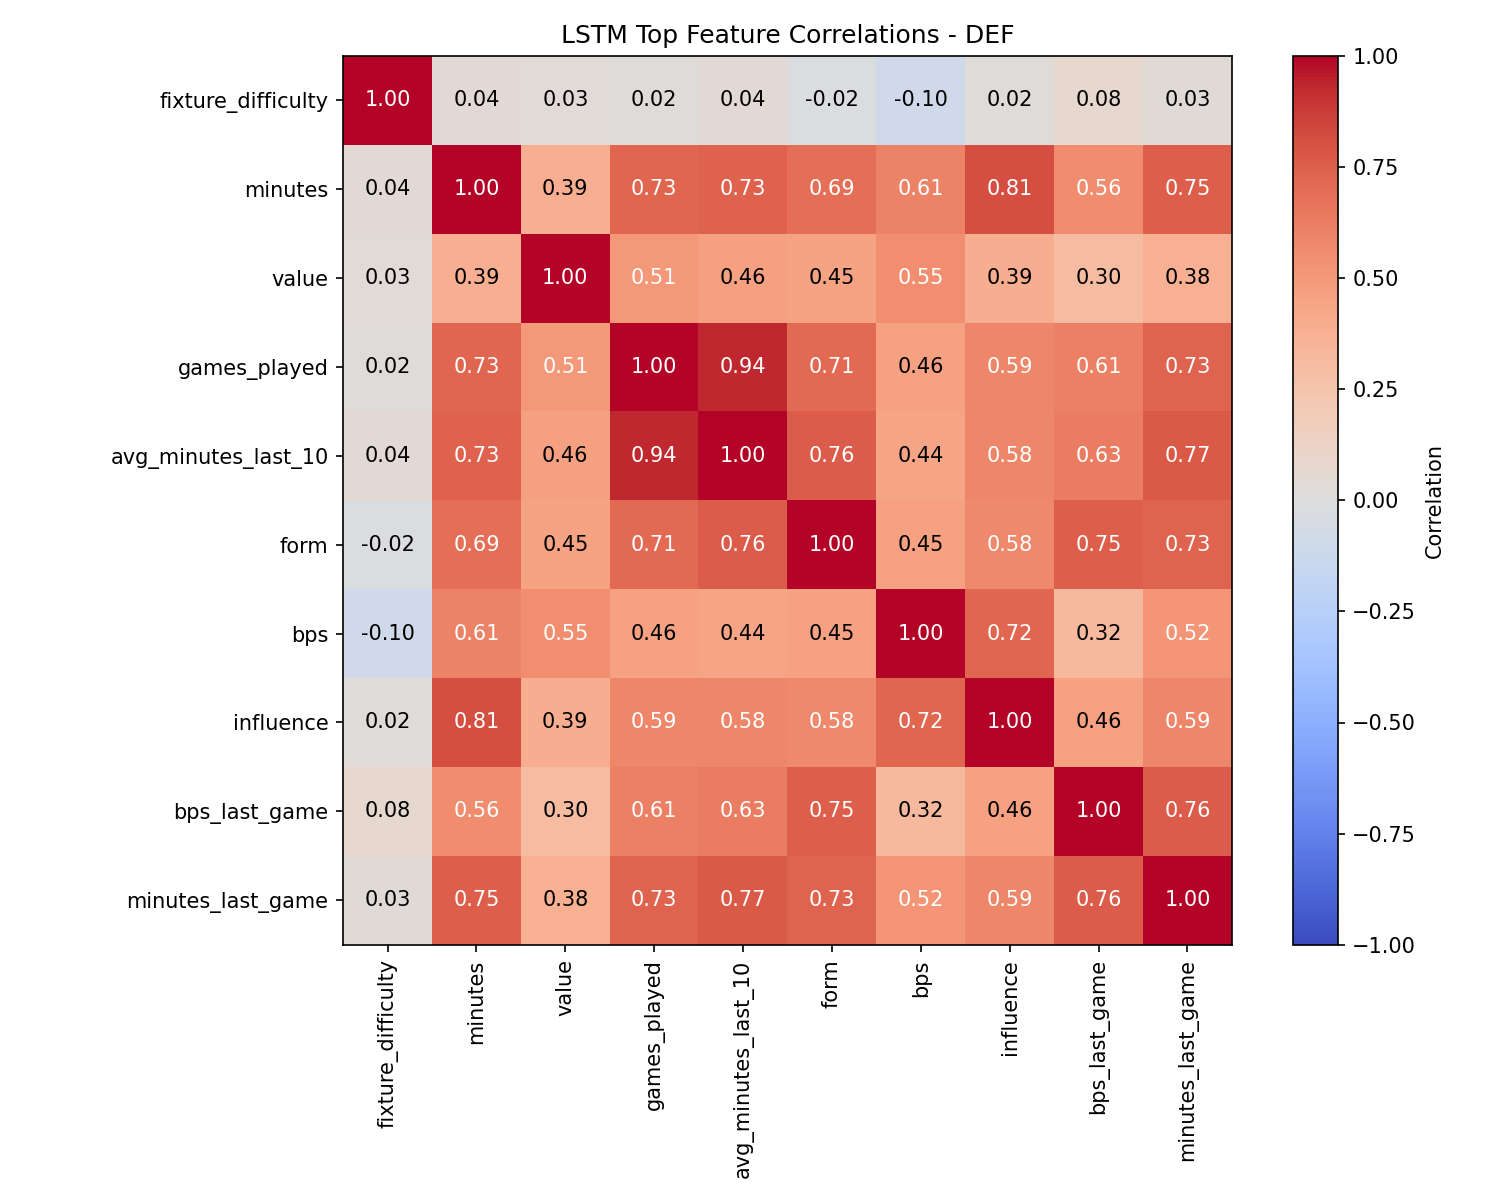 LSTM Top Feature Correlations - DEF
fixture_difficulty 1.00 0.04 0.03 0.02 0.04 -0.02 -0.10 0.02 0.08 0.03
minutes 0.04 1.00 0.39 0.73 0.73 0.69 0.61 0.81 0.56 0.75
value 0.03 0.39 1.00 0.51 0.46 0.45 0.55 0.39 0.30 0.38
games_played 0.02 0.73 0.51 1.00 0.94 0.71 0.46 0.59 0.61 0.73
avg_minutes_last_10 0.04 0.73 0.46 0.94 1.00 0.76 0.44 0.58 0.63 0.77
form -0.02 0.69 0.45 0.71 0.76 1.00 0.45 0.58 0.75 0.73
bps -0.10 0.61 0.55 0.46 0.44 0.45 1.00 0.72 0.32 0.52
influence 0.02 0.81 0.39 0.59 0.58 0.58 0.72 1.00 0.46 0.59
bps_last_game 0.08 0.56 0.30 0.61 0.63 0.75 0.32 0.46 1.00 0.76
minutes_last_game 0.03 0.75 0.38 0.73 0.77 0.73 0.52 0.59 0.76 1.00
fixture_difficulty
minutes
value
games_played
avg_minutes_last_10
form
bps
influence
bps_last_game
minutes_last_game
1.00
0.75
0.50
0.25
0.00
−0.25
−0.50
−0.75
−1.00
Correlation